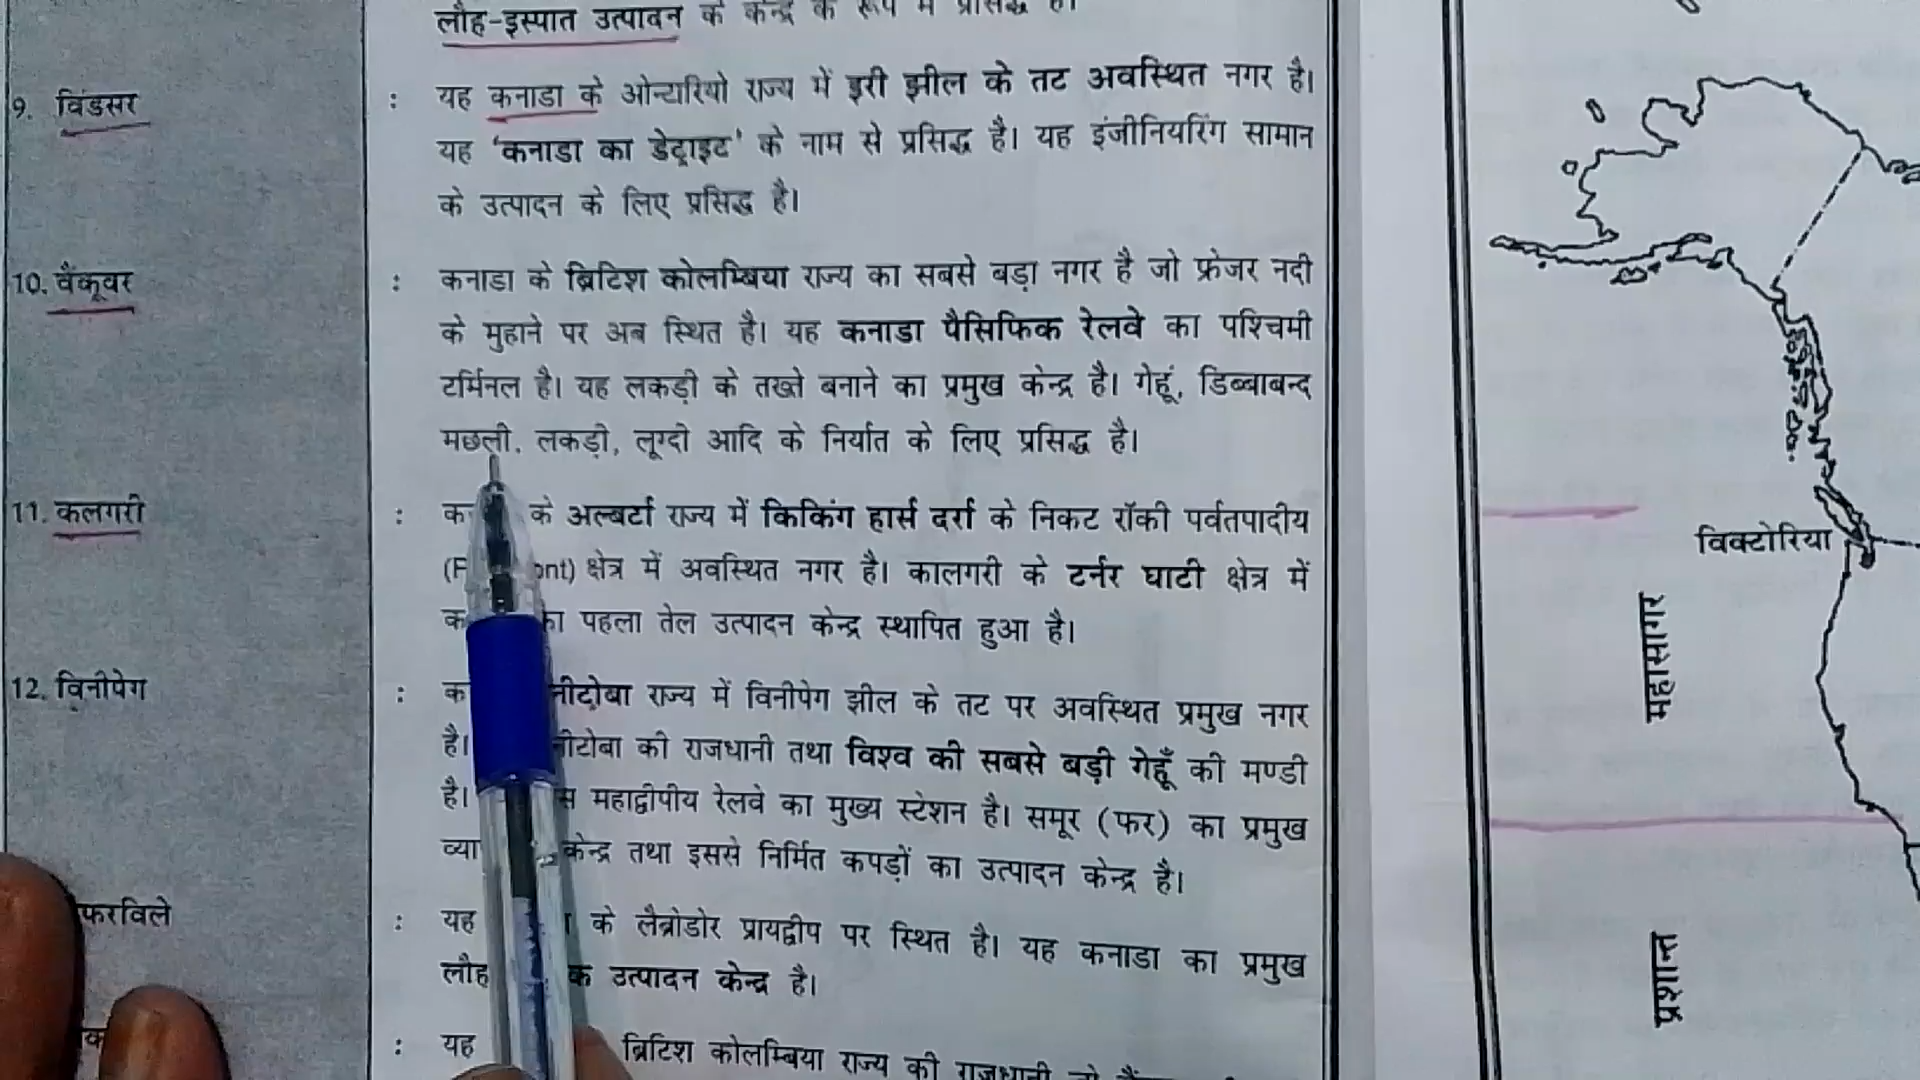 लौह-इस्पात उत्पादन के केन्द्र के रूप में प्रसिद्ध है।
9. विंडसर : यह कनाडा के ओन्टारियो राज्य में इरी झील के तट अवस्थित नगर है।
यह 'कनाडा का डेट्राइट' के नाम से प्रसिद्ध है। यह इंजीनियरिंग सामान
के उत्पादन के लिए प्रसिद्ध है।
10. वैंकूवर : कनाडा के ब्रिटिश कोलम्बिया राज्य का सबसे बड़ा नगर है जो फ्रेजर नदी
के मुहाने पर अब स्थित है। यह कनाडा पैसिफिक रेलवे का पश्चिमी
टर्मिनल है। यह लकड़ी के तख्ते बनाने का प्रमुख केन्द्र है। गेहूं, डिब्बाबन्द
मछली, लकड़ी, लूग्दी आदि के निर्यात के लिए प्रसिद्ध है।
11. कलगरी : के अल्बर्टा राज्य में किकिंग हार्स दर्रा के निकट रॉकी पर्वतपादीय
क्षेत्र में अवस्थित नगर है। कालगरी के टर्नर घाटी क्षेत्र में
का पहला तेल उत्पादन केन्द्र स्थापित हुआ है।
12. विनीपेग : राज्य में विनीपेग झील के तट पर अवस्थित प्रमुख नगर
है। की राजधानी तथा विश्व की सबसे बड़ी गेहूँ की मण्डी
है। महाद्वीपीय रेलवे का मुख्य स्टेशन है। समूर (फर) का प्रमुख
केन्द्र तथा इससे निर्मित कपड़ों का उत्पादन केन्द्र है।
: यह के लैब्रोडोर प्रायद्वीप पर स्थित है। यह कनाडा का प्रमुख
लौह उत्पादन केन्द्र है।
: यह ब्रिटिश कोलम्बिया राज्य की राजधानी
विक्टोरिया
महासागर
प्रशान्त